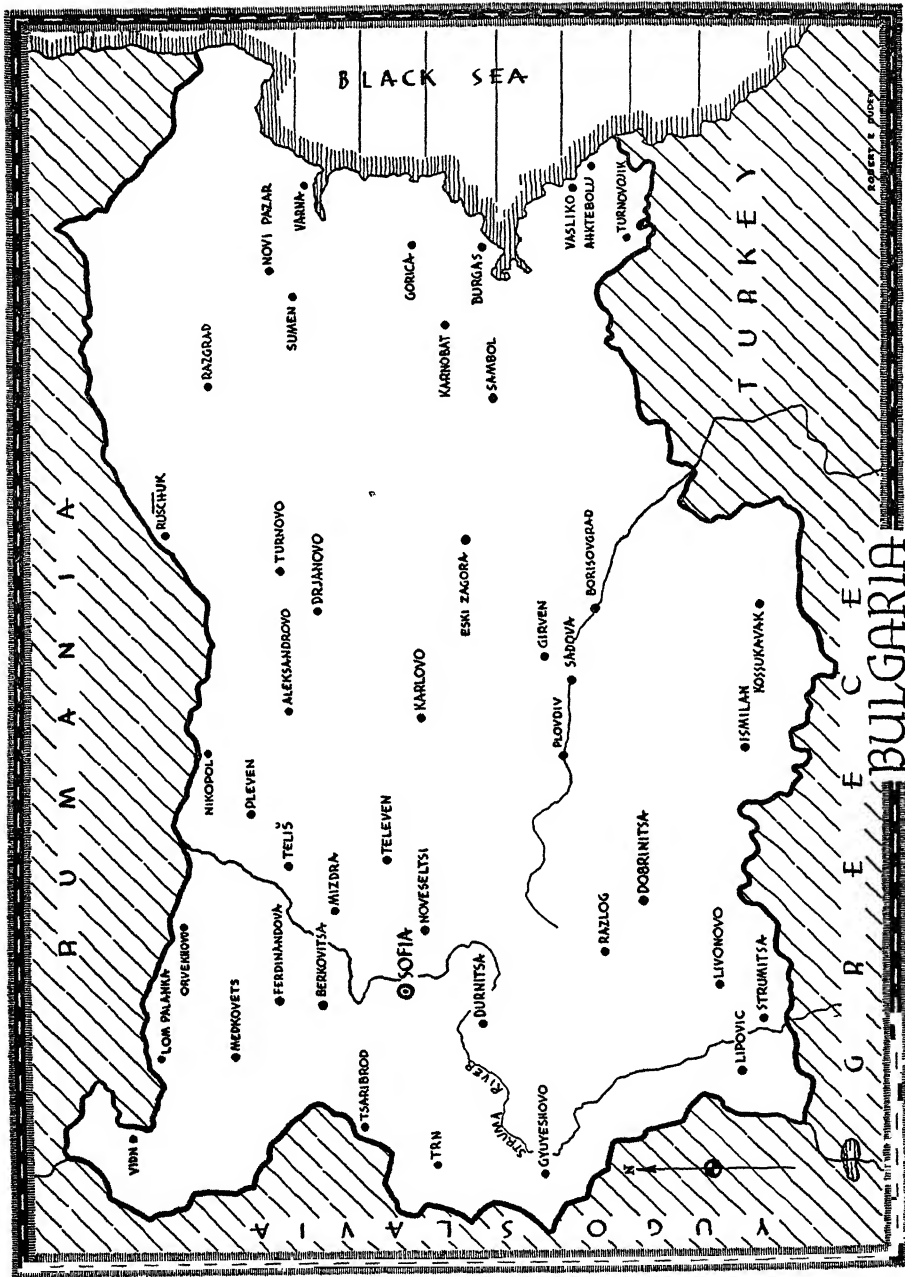 RUMANIA
BLACK SEA
YUGOSLAVIA
TURKEY
GREECE
BULGARIA
VIDN
LOM PALANKA
ORVEKHOVO
MEDKOVETS
FERDINANDOVA
BERKOVITSA
TSARIBROD
TRN
MIZDRA
SOFIA
NOVESELTSI
TELEVEN
TELIŠ
PLEVEN
NIKOPOL
ALEKSANDROVO
TURNOVO
DRJANOVO
RUSCHUK
RAZGRAD
SUMEN
NOVI PAZAR
VARNA
GORICA
KARNOBAT
BURGAS
SAMBOL
VASLIKO
AHKTEBOLU
TURNOVOJIK
KARLOVO
ESKI ZAGORA
GIRVEN
SADOVA
BORISOVGRAD
PLOVDIV
DURNITSA
STRUMA RIVER
GYUYESHOVO
RAZLOG
DOBRINITSA
LIVONOVO
LIPOVIC
STRUMITSA
ISMILAN
KOSSUKAVAK
N
ROBERT E. OUDEN